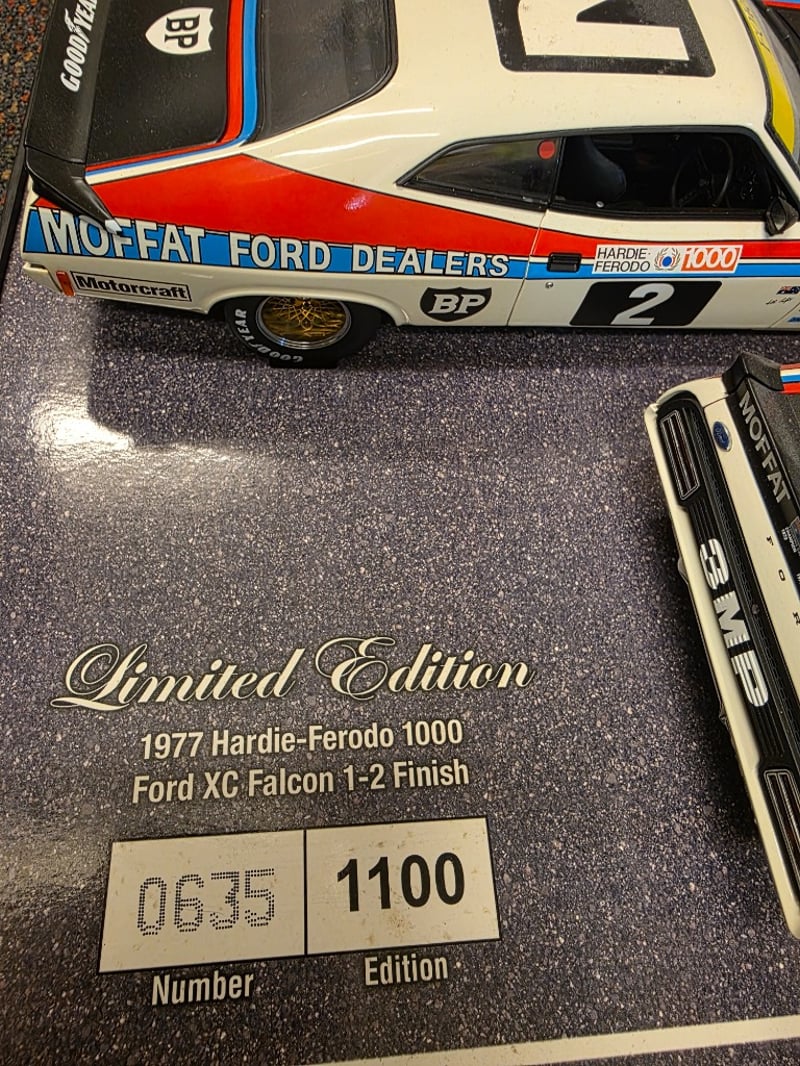 GOODYEAR
BP
MOFFAT FORD DEALERS
HARDIE-
FERODO 1000
Motorcraft
BP
2
GOODYEAR
MOFFAT
F O R
3MP
Limited Edition
1977 Hardie-Ferodo 1000
Ford XC Falcon 1-2 Finish
0635 1100
Number Edition